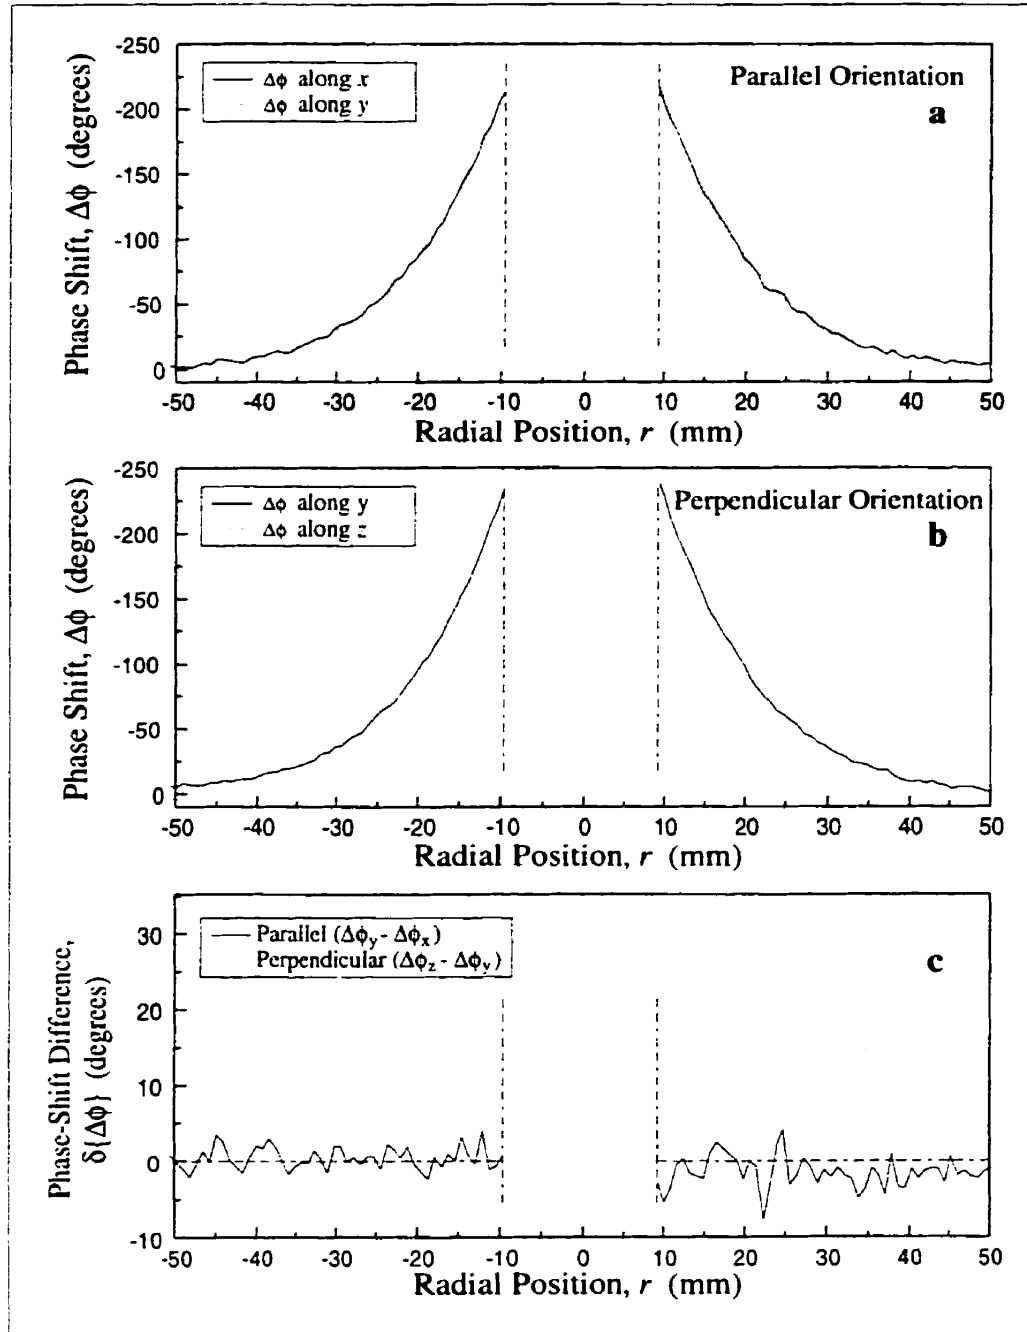 -250
-200
-150
-100
-50
0
Phase Shift, Δϕ (degrees)
Δϕ along x
Δϕ along y
Parallel Orientation
a
-50 -40 -30 -20 -10 0 10 20 30 40 50
Radial Position, r (mm)
-250
-200
-150
-100
-50
0
Phase Shift, Δϕ (degrees)
Δϕ along y
Δϕ along z
Perpendicular Orientation
b
-50 -40 -30 -20 -10 0 10 20 30 40 50
Radial Position, r (mm)
30
20
10
0
-10
Phase-Shift Difference,
δ{Δϕ} (degrees)
Parallel (Δϕy - Δϕx)
Perpendicular (Δϕz - Δϕy)
c
-50 -40 -30 -20 -10 0 10 20 30 40 50
Radial Position, r (mm)